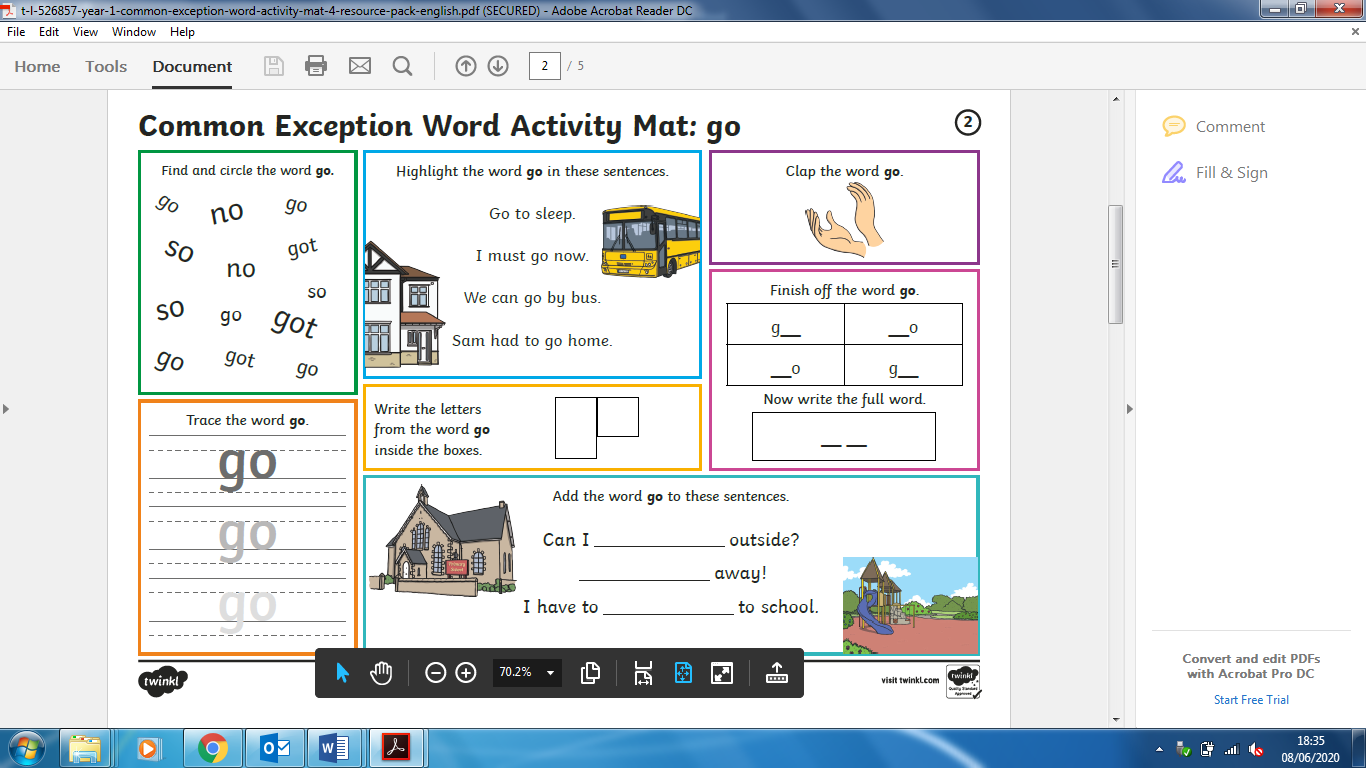 t-l-526857-year-1-common-exception-word-activity-mat-4-resource-pack-english.pdf (SECURED) - Adobe Acrobat Reader DC
File Edit View Window Help
Home Tools Document 2 / 5
Comment
Fill & Sign
Common Exception Word Activity Mat: go
2
Find and circle the word go.
go no go
so got
no
so
so go got
go got go
Highlight the word go in these sentences.
Go to sleep.
I must go now.
We can go by bus.
Sam had to go home.
Clap the word go.
Finish off the word go.
g__ __o
__o g__
Now write the full word.
__ __
Trace the word go.
go
go
go
Write the letters
from the word go
inside the boxes.
Add the word go to these sentences.
Primary
School
Can I ____________ outside?
____________ away!
I have to ____________ to school.
twinkl
70.2%
visit twinkl.com
twinkl
Quality Standard
Approved
Convert and edit PDFs
with Acrobat Pro DC
Start Free Trial
18:35
08/06/2020